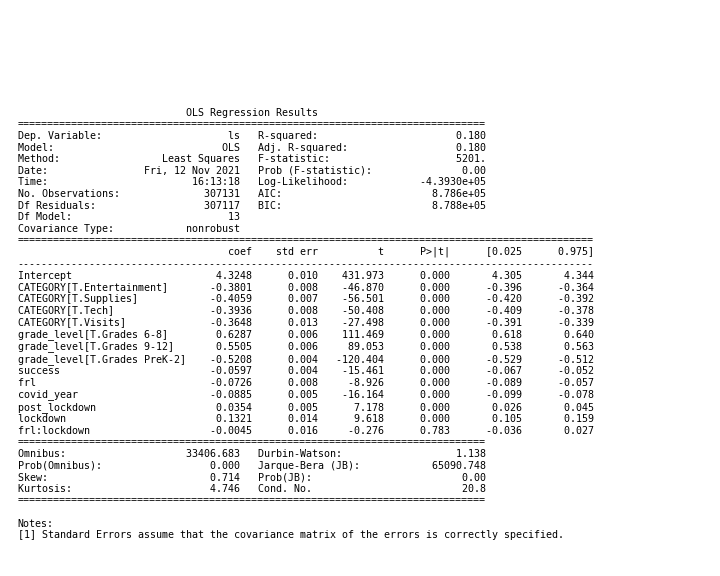 OLS Regression Results
==============================================================================
Dep. Variable: ls R-squared: 0.180
Model: OLS Adj. R-squared: 0.180
Method: Least Squares F-statistic: 5201.
Date: Fri, 12 Nov 2021 Prob (F-statistic): 0.00
Time: 16:13:18 Log-Likelihood: -4.3930e+05
No. Observations: 307131 AIC: 8.786e+05
Df Residuals: 307117 BIC: 8.788e+05
Df Model: 13
Covariance Type: nonrobust
================================================================================================
coef std err t P>|t| [0.025 0.975]
------------------------------------------------------------------------------------------------
Intercept 4.3248 0.010 431.973 0.000 4.305 4.344
CATEGORY[T.Entertainment] -0.3801 0.008 -46.870 0.000 -0.396 -0.364
CATEGORY[T.Supplies] -0.4059 0.007 -56.501 0.000 -0.420 -0.392
CATEGORY[T.Tech] -0.3936 0.008 -50.408 0.000 -0.409 -0.378
CATEGORY[T.Visits] -0.3648 0.013 -27.498 0.000 -0.391 -0.339
grade_level[T.Grades 6-8] 0.6287 0.006 111.469 0.000 0.618 0.640
grade_level[T.Grades 9-12] 0.5505 0.006 89.053 0.000 0.538 0.563
grade_level[T.Grades PreK-2] -0.5208 0.004 -120.404 0.000 -0.529 -0.512
success -0.0597 0.004 -15.461 0.000 -0.067 -0.052
frl -0.0726 0.008 -8.926 0.000 -0.089 -0.057
covid_year -0.0885 0.005 -16.164 0.000 -0.099 -0.078
post_lockdown 0.0354 0.005 7.178 0.000 0.026 0.045
lockdown 0.1321 0.014 9.618 0.000 0.105 0.159
frl:lockdown -0.0045 0.016 -0.276 0.783 -0.036 0.027
==============================================================================
Omnibus: 33406.683 Durbin-Watson: 1.138
Prob(Omnibus): 0.000 Jarque-Bera (JB): 65090.748
Skew: 0.714 Prob(JB): 0.00
Kurtosis: 4.746 Cond. No. 20.8
==============================================================================
Notes:
[1] Standard Errors assume that the covariance matrix of the errors is correctly specified.